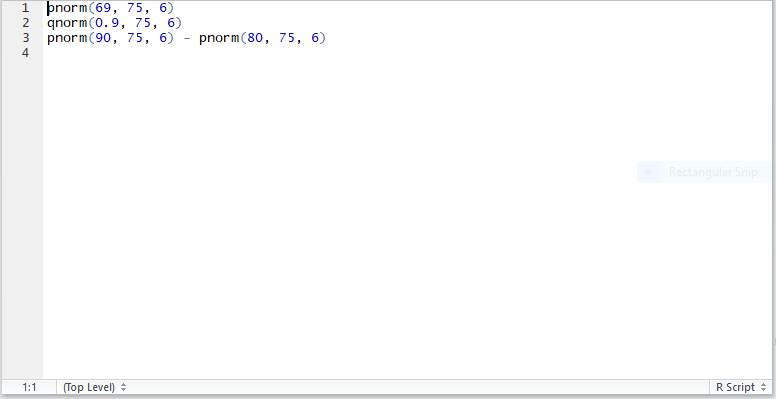 1 pnorm(69, 75, 6)
2 qnorm(0.9, 75, 6)
3 pnorm(90, 75, 6) - pnorm(80, 75, 6)
4
Rectangular Snip
1:1 (Top Level) R Script